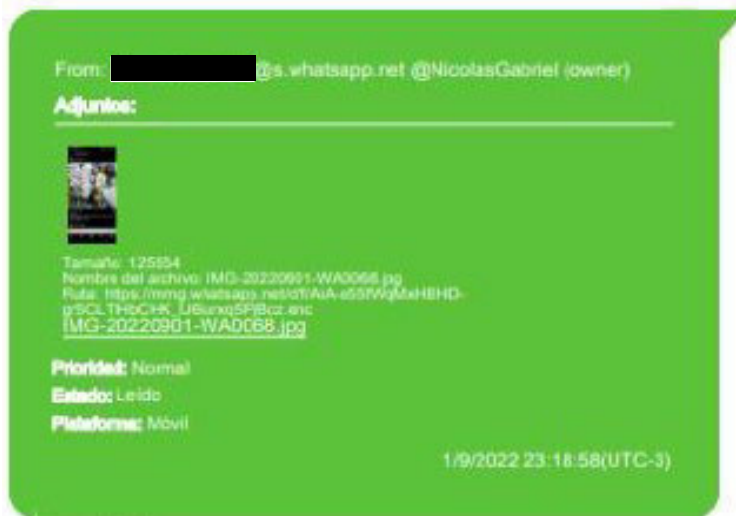 From: @s.whatsapp.net @NicolasGabriel (owner)
Adjuntos:
Tamaño: 125554
Nombre del archivo: IMG-20220901-WA0068.jpg
Ruta: https://mmg.whatsapp.net/d/f/
IMG-20220901-WA0068.jpg
Prioridad: Normal
Estado: Leído
Plataforma: Móvil
1/9/2022 23:18:58(UTC-3)